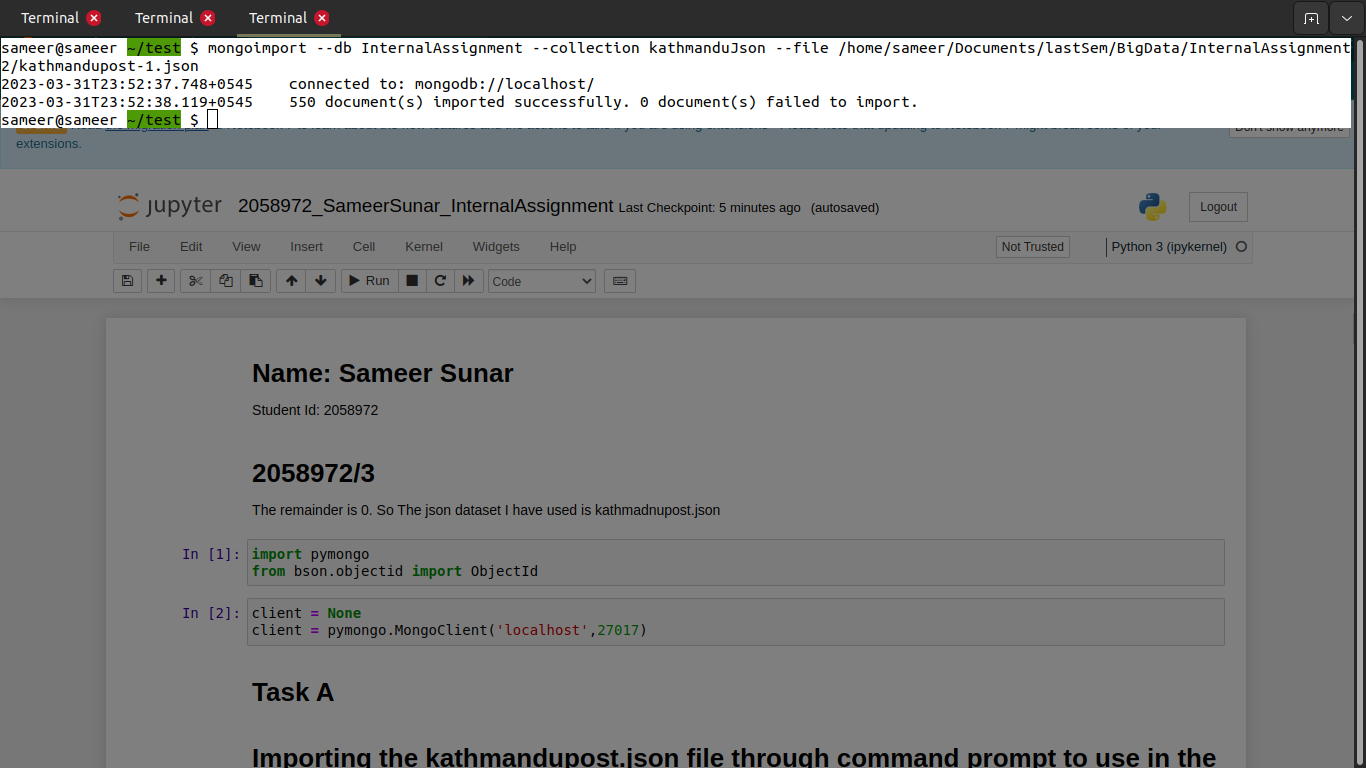 Terminal Terminal Terminal
sameer@sameer ~/test $ mongoimport --db InternalAssignment --collection kathmanduJson --file /home/sameer/Documents/lastSem/BigData/InternalAssignment
2/kathmandupost-1.json
2023-03-31T23:52:37.748+0545    connected to: mongodb://localhost/
2023-03-31T23:52:38.119+0545    550 document(s) imported successfully. 0 document(s) failed to import.
sameer@sameer ~/test $
Don't show anymore
extensions.
jupyter 2058972_SameerSunar_InternalAssignment Last Checkpoint: 5 minutes ago (autosaved) Logout
File Edit View Insert Cell Kernel Widgets Help Not Trusted Python 3 (ipykernel)
Run Code
Name: Sameer Sunar
Student Id: 2058972
2058972/3
The remainder is 0. So The json dataset I have used is kathmadnupost.json
In [1]: import pymongo
from bson.objectid import ObjectId
In [2]: client = None
client = pymongo.MongoClient('localhost',27017)
Task A
Importing the kathmandupost.json file through command prompt to use in the